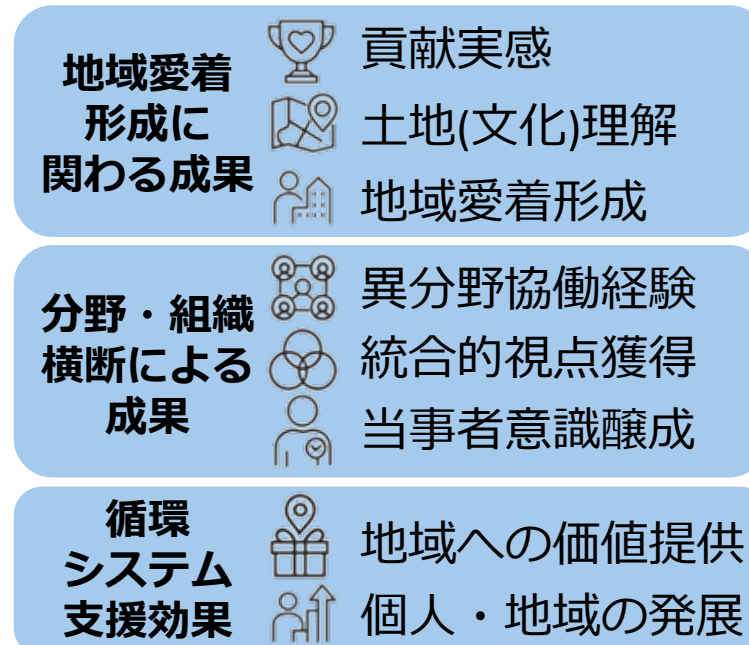 地域愛着
形成に
関わる成果
貢献実感
土地(文化)理解
地域愛着形成
分野・組織
横断による
成果
異分野協働経験
統合的視点獲得
当事者意識醸成
循環
システム
支援効果
地域への価値提供
個人・地域の発展